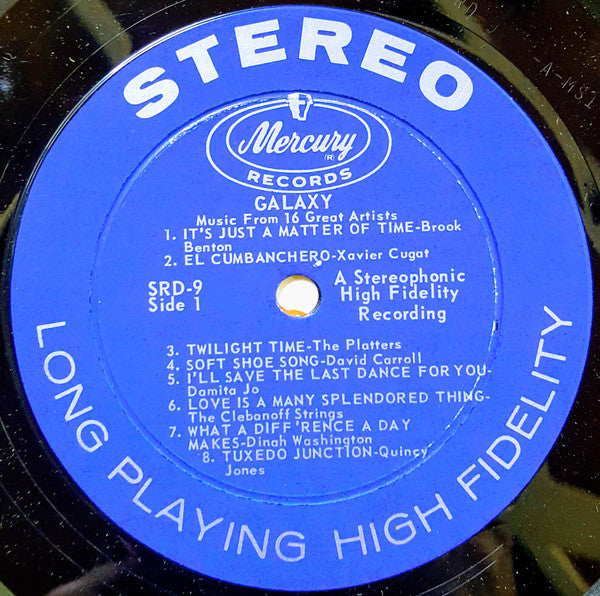 STEREO
Mercury
(R)
RECORDS
GALAXY
Music From 16 Great Artists
1. IT'S JUST A MATTER OF TIME-Brook
Benton
2. EL CUMBANCHERO-Xavier Cugat
SRD-9
Side 1
A Stereophonic
High Fidelity
Recording
3. TWILIGHT TIME-The Platters
4. SOFT SHOE SONG-David Carroll
5. I'LL SAVE THE LAST DANCE FOR YOU-
Damita Jo
6. LOVE IS A MANY SPLENDORED THING-
The Clebanoff Strings
7. WHAT A DIFF'RENCE A DAY
MAKES-Dinah Washington
8. TUXEDO JUNCTION-Quincy
Jones
LONG PLAYING HIGH FIDELITY